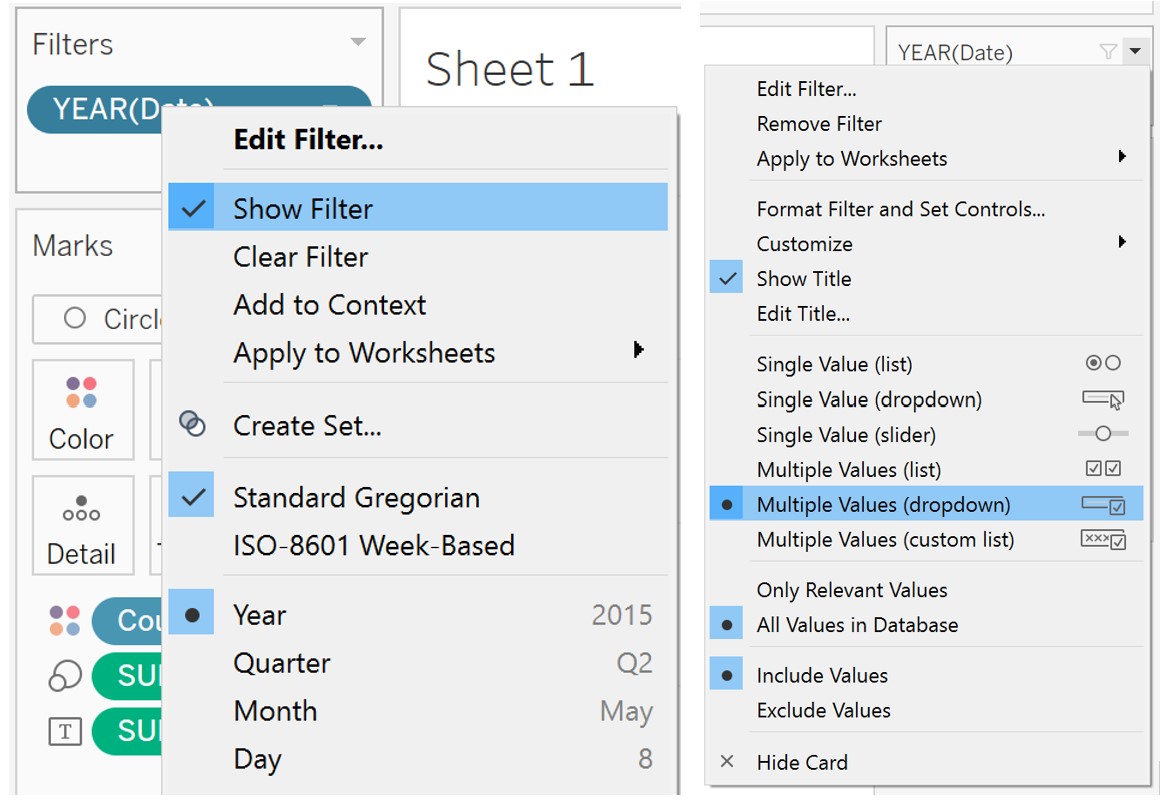 Filters
YEAR(Date)
Sheet 1
Edit Filter...
Show Filter
Clear Filter
Add to Context
Apply to Worksheets
Create Set...
Standard Gregorian
ISO-8601 Week-Based
Year 2015
Quarter Q2
Month May
Day 8
Marks
Color
Detail
YEAR(Date)
Edit Filter...
Remove Filter
Apply to Worksheets
Format Filter and Set Controls...
Customize
Show Title
Edit Title...
Single Value (list)
Single Value (dropdown)
Single Value (slider)
Multiple Values (list)
Multiple Values (dropdown)
Multiple Values (custom list)
Only Relevant Values
All Values in Database
Include Values
Exclude Values
Hide Card